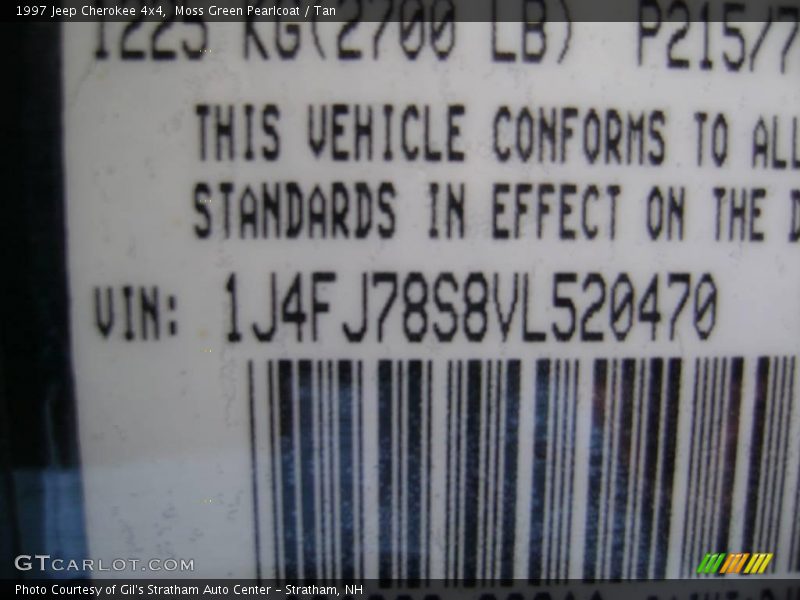 1997 Jeep Cherokee 4x4, Moss Green Pearlcoat / Tan
1225 KG(2700 LB) P215/7
THIS VEHICLE CONFORMS TO ALL
STANDARDS IN EFFECT ON THE D
VIN: 1J4FJ78S8VL520470
GTCARLOT.COM
Photo Courtesy of Gil's Stratham Auto Center - Stratham, NH